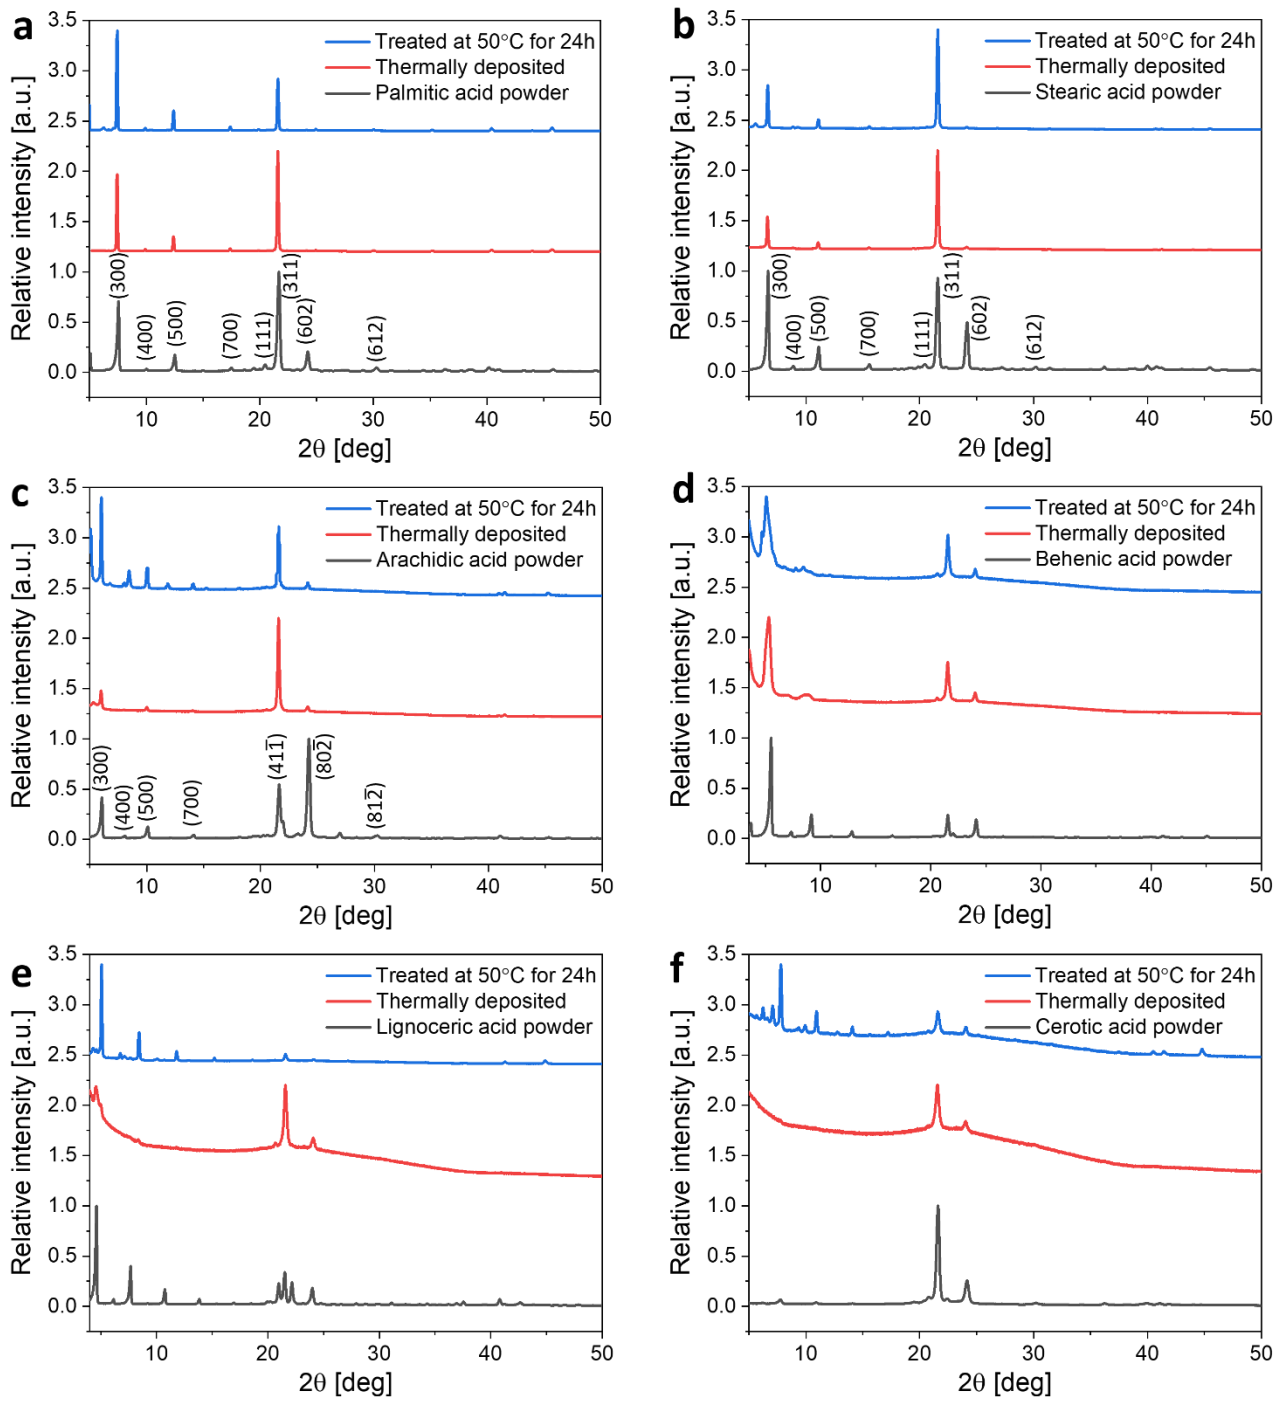 a
3.5
3.0
2.5
2.0
1.5
1.0
0.5
0.0
Relative intensity [a.u.]
Treated at 50°C for 24h
Thermally deposited
Palmitic acid powder
(300)
(400)
(500)
(700)
(111)
(311)
(602)
(612)
10 20 30 40 50
2θ [deg]
b
3.5
3.0
2.5
2.0
1.5
1.0
0.5
0.0
Relative intensity [a.u.]
Treated at 50°C for 24h
Thermally deposited
Stearic acid powder
(300)
(400)
(500)
(700)
(111)
(311)
(602)
(612)
10 20 30 40 50
2θ [deg]
c
3.5
3.0
2.5
2.0
1.5
1.0
0.5
0.0
Relative intensity [a.u.]
Treated at 50°C for 24h
Thermally deposited
Arachidic acid powder
(300)
(400)
(500)
(700)
(41̅1̅)
(80̅2)
(81̅2̅)
10 20 30 40 50
2θ [deg]
d
3.5
3.0
2.5
2.0
1.5
1.0
0.5
0.0
Relative intensity [a.u.]
Treated at 50°C for 24h
Thermally deposited
Behenic acid powder
10 20 30 40 50
2θ [deg]
e
3.5
3.0
2.5
2.0
1.5
1.0
0.5
0.0
Relative intensity [a.u.]
Treated at 50°C for 24h
Thermally deposited
Lignoceric acid powder
10 20 30 40 50
2θ [deg]
f
3.5
3.0
2.5
2.0
1.5
1.0
0.5
0.0
Relative intensity [a.u.]
Treated at 50°C for 24h
Thermally deposited
Cerotic acid powder
10 20 30 40 50
2θ [deg]